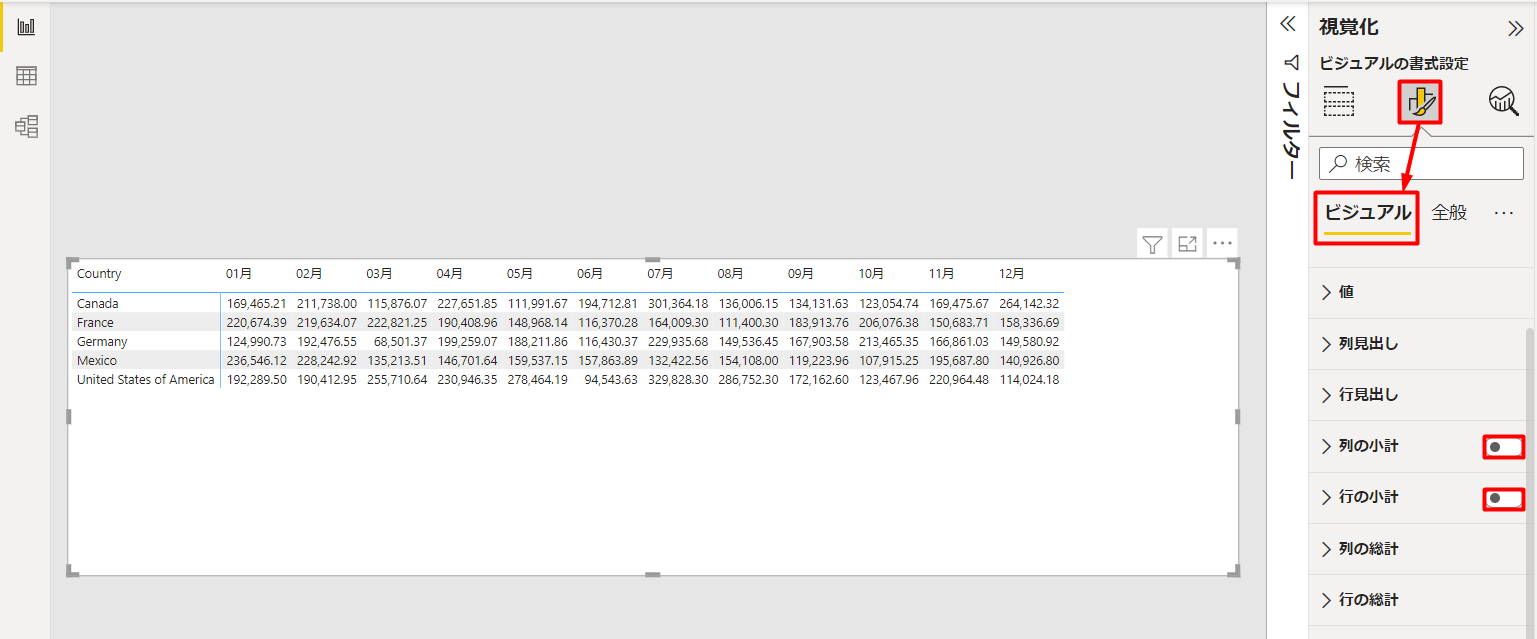 Country 01月 02月 03月 04月 05月 06月 07月 08月 09月 10月 11月 12月
Canada 169,465.21 211,738.00 115,876.07 227,651.85 111,991.67 194,712.81 301,364.18 136,006.15 134,131.63 123,054.74 169,475.67 264,142.32
France 220,674.39 219,634.07 222,821.25 190,408.96 148,968.14 116,370.28 164,009.30 111,400.30 183,913.76 206,076.38 150,683.71 158,336.69
Germany 124,990.73 192,476.55 68,501.37 199,259.07 188,211.86 116,430.37 229,935.68 149,536.45 167,903.58 213,465.35 166,861.03 149,580.92
Mexico 236,546.12 228,242.92 135,213.51 146,701.64 159,537.15 157,863.89 132,422.56 154,108.00 119,223.96 107,915.25 195,687.80 140,926.80
United States of America 192,289.50 190,412.95 255,710.64 230,946.35 278,464.19 94,543.63 329,828.30 286,752.30 172,162.60 123,467.96 220,964.48 114,024.18
フィルター
視覚化
ビジュアルの書式設定
検索
ビジュアル 全般 ...
値
列見出し
行見出し
列の小計
行の小計
列の総計
行の総計